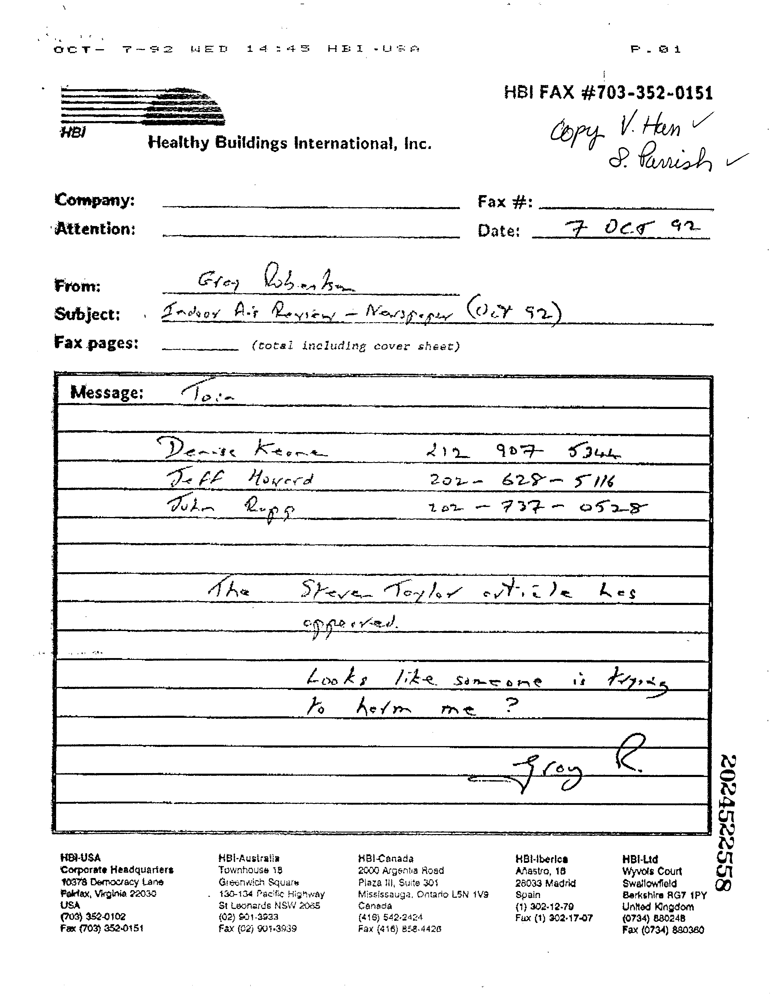 OCT- 7-92 WED 14:45 HBI-USA P.01
HBI FAX #703-352-0151
HBI
Healthy Buildings International, Inc.
Copy V. Han ✓
S. Parrish ✓
Company: Fax #:
Attention: Date: 7 OCT 92
From: Gray Robertson
Subject: Indoor Air Review - Newspaper (Oct 92)
Fax pages: (total including cover sheet)
Message: To:-
Denise Keane 212 907 5344
Jeff Howard 202-628-5116
John Rupp 202-737-0528
The Steven Taylor article has
appeared.
Looks like someone is trying
to harm me?
Gray R.
2024522558
HBI-USA
Corporate Headquarters
10378 Democracy Lane
Fairfax, Virginia 22030
USA
(703) 352-0102
Fax (703) 352-0151
HBI-Australia
Townhouse 18
Greenwich Square
130-134 Pacific Highway
St Leonards NSW 2065
(02) 901-3933
Fax (02) 901-3939
HBI-Canada
2000 Argentia Road
Plaza III, Suite 301
Mississauga, Ontario L5N 1V9
Canada
(416) 542-2424
Fax (416) 858-4426
HBI-Iberica
Añastro, 18
28033 Madrid
Spain
(1) 302-12-79
Fax (1) 302-17-07
HBI-Ltd
Wyvols Court
Swallowfield
Berkshire RG7 1PY
United Kingdom
(0734) 880248
Fax (0734) 880360